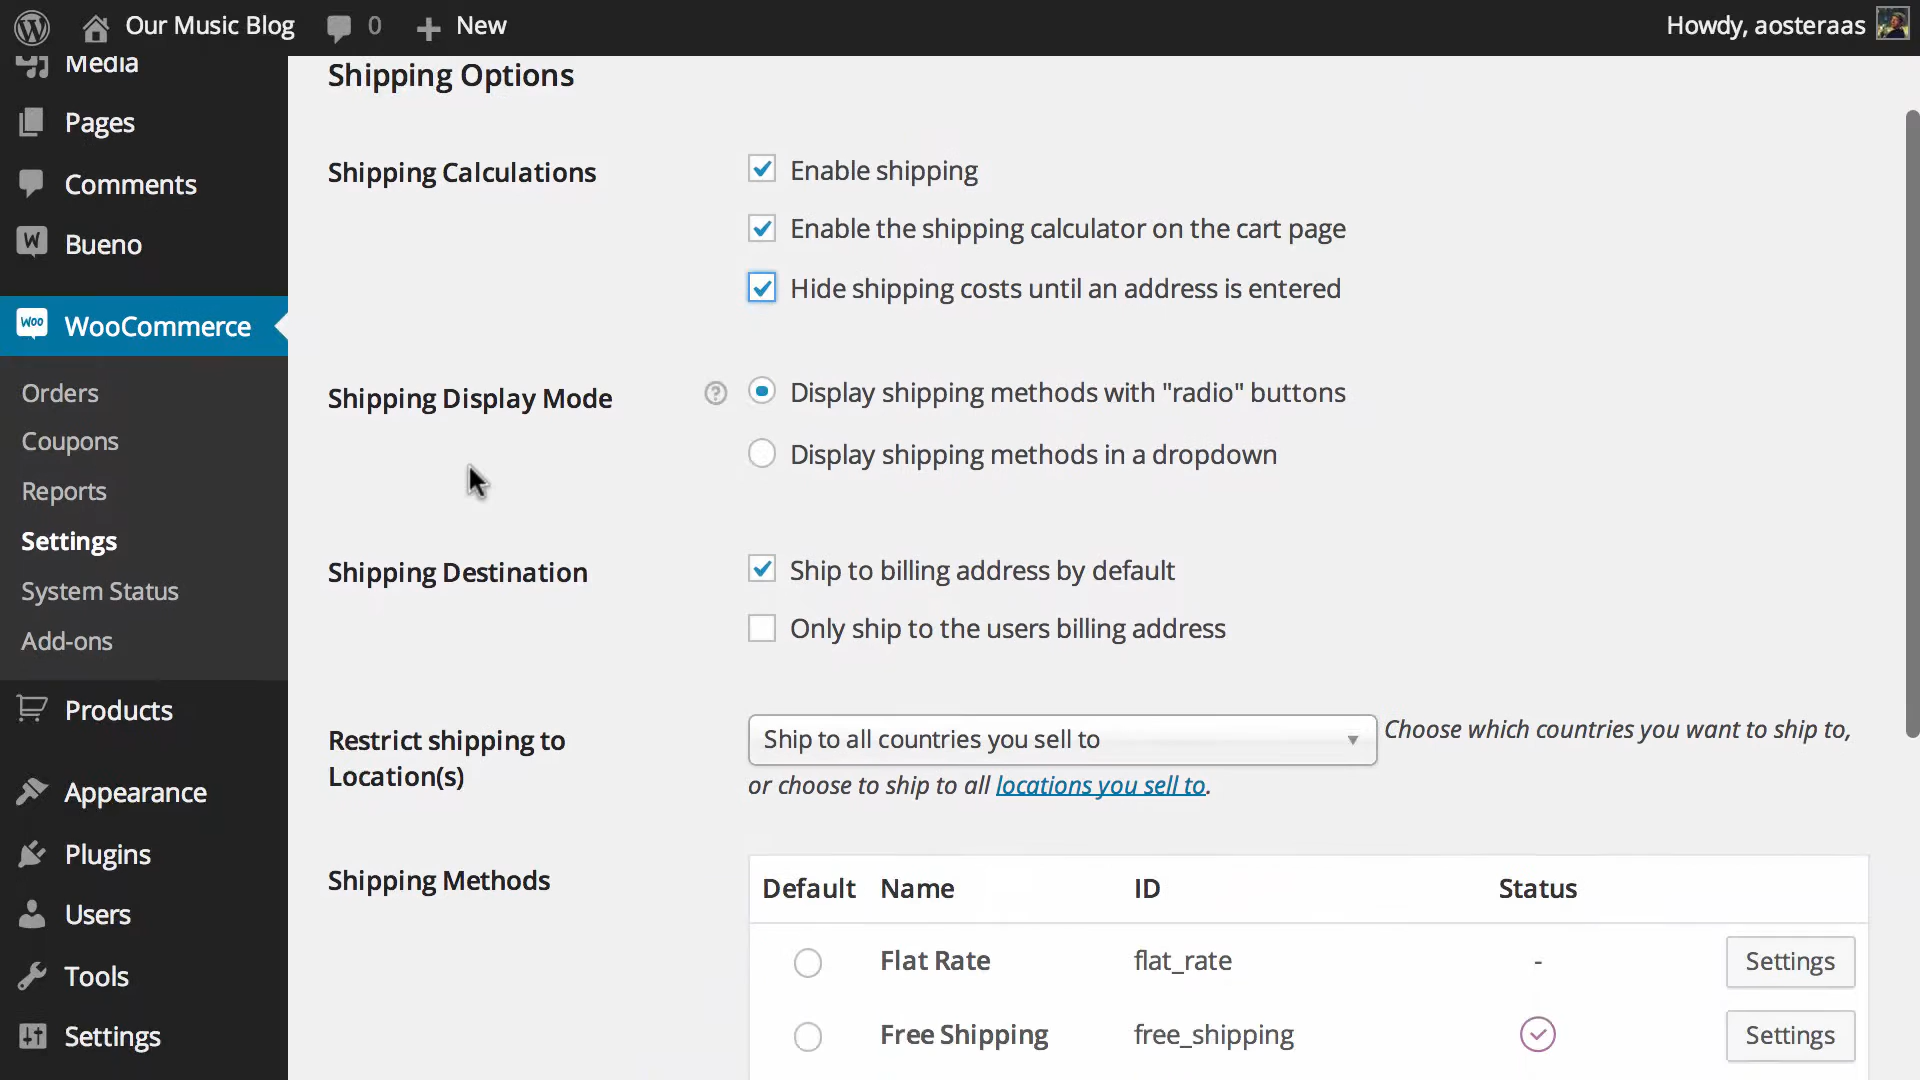 Our Music Blog 0 New Howdy, aosteraas
Media
Pages
Comments
W Bueno
Woo WooCommerce
Orders
Coupons
Reports
Settings
System Status
Add-ons
Products
Appearance
Plugins
Users
Tools
Settings
Shipping Options
Shipping Calculations
Enable shipping
Enable the shipping calculator on the cart page
Hide shipping costs until an address is entered
Shipping Display Mode
? Display shipping methods with "radio" buttons
Display shipping methods in a dropdown
Shipping Destination
Ship to billing address by default
Only ship to the users billing address
Restrict shipping to
Location(s)
Ship to all countries you sell to Choose which countries you want to ship to,
or choose to ship to all locations you sell to.
Shipping Methods
Default Name ID Status
Flat Rate flat_rate - Settings
Free Shipping free_shipping Settings